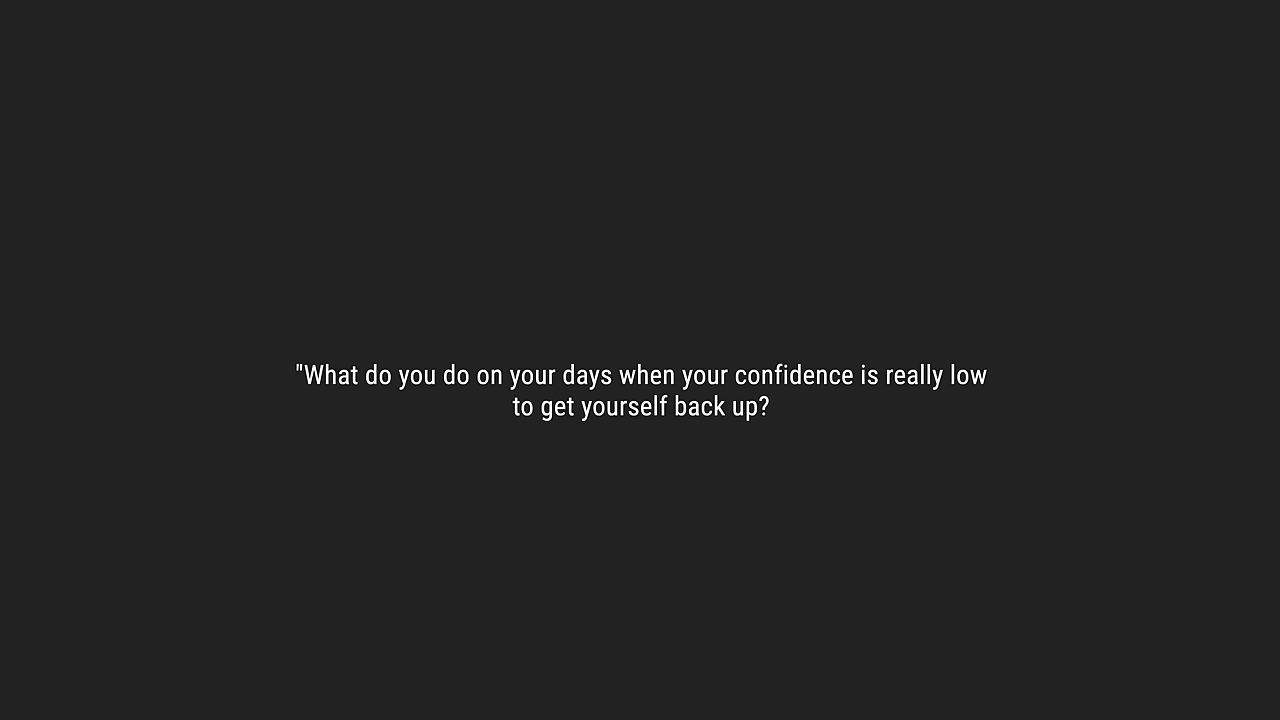 "What do you do on your days when your confidence is really low
to get yourself back up?